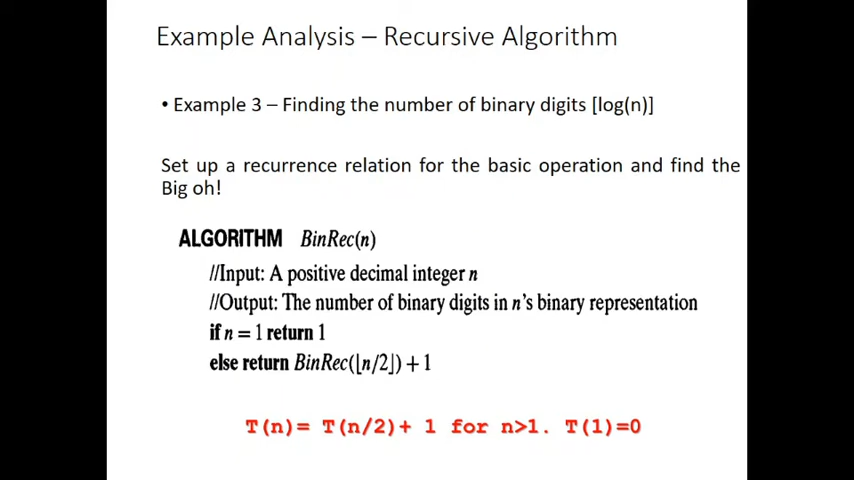 Example Analysis – Recursive Algorithm
• Example 3 – Finding the number of binary digits [log(n)]
Set up a recurrence relation for the basic operation and find the
Big oh!
ALGORITHM BinRec(n)
//Input: A positive decimal integer n
//Output: The number of binary digits in n's binary representation
if n = 1 return 1
else return BinRec(⌊n/2⌋) + 1
T(n)= T(n/2)+ 1 for n>1. T(1)=0